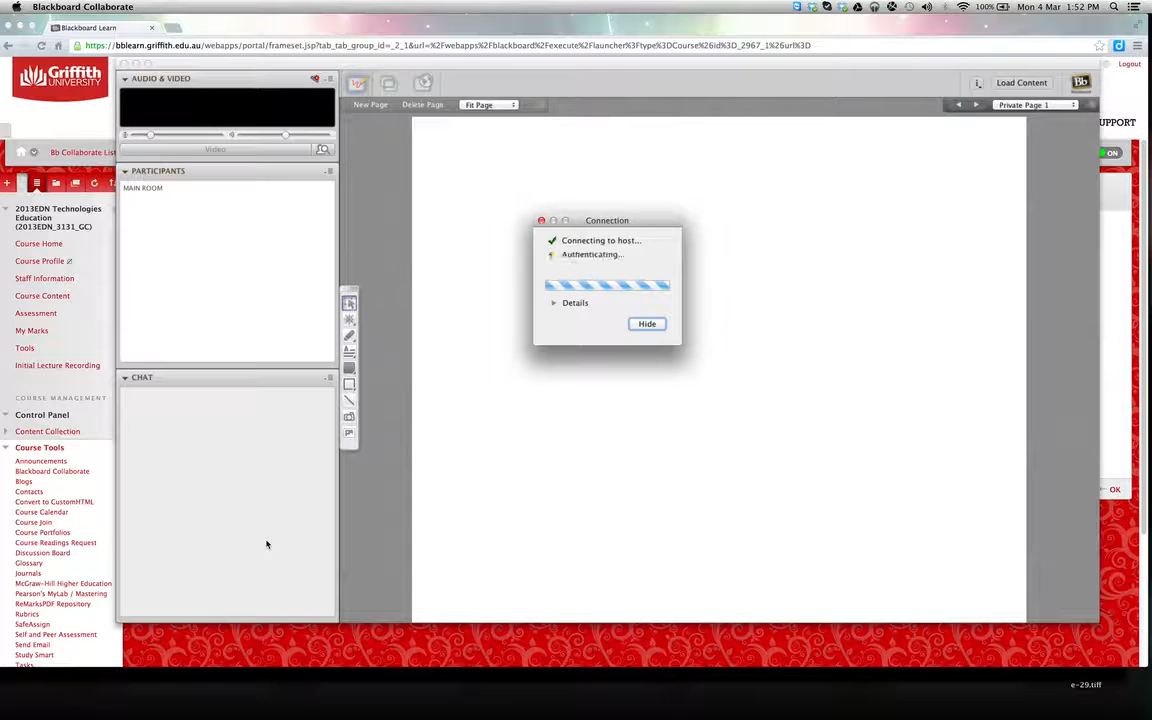 Blackboard Collaborate
100%
Mon 4 Mar 1:52 PM
Blackboard Learn
https://bblearn.griffith.edu.au/webapps/portal/frameset.jsp?tab_tab_group_id=_2_1&url=%2Fwebapps%2Fblackboard%2Fexecute%2Flauncher%3Ftype%3DCourse%26id%3D_2967_1%26url%3D
Griffith
UNIVERSITY
Logout
UPPORT
AUDIO & VIDEO
Load Content
Bb
New Page
Delete Page
Fit Page
Private Page 1
Video
Bb Collaborate List
ON
PARTICIPANTS
MAIN ROOM
2013EDN Technologies
Education
(2013EDN_3131_GC)
Course Home
Course Profile
Staff Information
Course Content
Assessment
My Marks
Tools
Initial Lecture Recording
Connection
Connecting to host...
Authenticating...
Details
Hide
CHAT
COURSE MANAGEMENT
Control Panel
Content Collection
Course Tools
Announcements
Blackboard Collaborate
Blogs
Contacts
Convert to CustomHTML
Course Calendar
Course Join
Course Portfolios
Course Readings Request
Discussion Board
Glossary
Journals
McGraw-Hill Higher Education
Pearson's MyLab / Mastering
ReMarksPDF Repository
Rubrics
SafeAssign
Self and Peer Assessment
Send Email
Study Smart
Tasks
OK
e-29.tiff